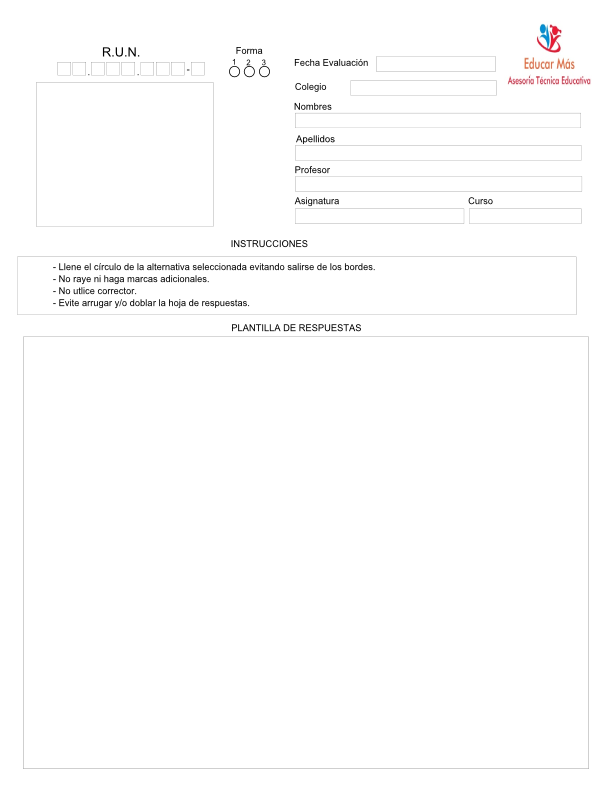 R.U.N.
. . -
Forma
1 2 3
Fecha Evaluación
Educar Más
Asesoría Técnica Educativa
Colegio
Nombres
Apellidos
Profesor
Asignatura Curso
INSTRUCCIONES
- Llene el círculo de la alternativa seleccionada evitando salirse de los bordes.
- No raye ni haga marcas adicionales.
- No utlice corrector.
- Evite arrugar y/o doblar la hoja de respuestas.
PLANTILLA DE RESPUESTAS